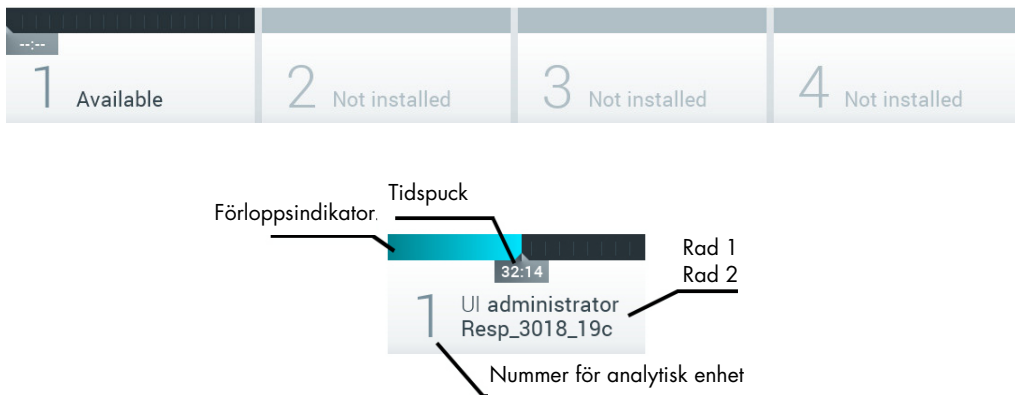 --:--
1 Available
2 Not installed
3 Not installed
4 Not installed
Tidspuck
Förloppsindikator.
Rad 1
32:14
Rad 2
1 UI administrator
Resp_3018_19c
Nummer för analytisk enhet